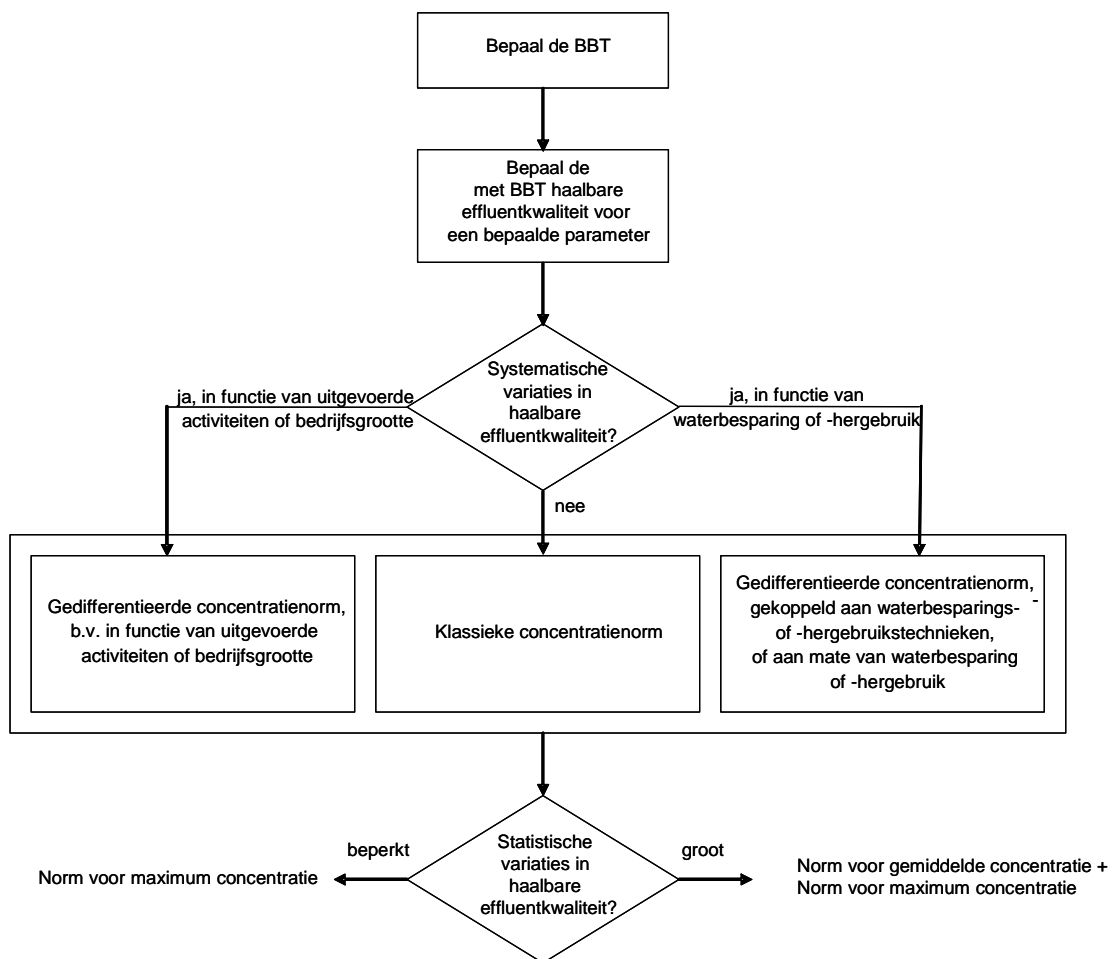 Bepaal de BBT
Bepaal de
met BBT haalbare
effluentkwaliteit voor
een bepaalde parameter
Systematische
variaties in
haalbare
effluentkwaliteit?
ja, in functie van uitgevoerde
activiteiten of bedrijfsgrootte
ja, in functie van
waterbesparing of -hergebruik
nee
Gedifferentieerde concentratienorm,
b.v. in functie van uitgevoerde
activiteiten of bedrijfsgrootte
Klassieke concentratienorm
Gedifferentieerde concentratienorm,
gekoppeld aan waterbesparings-
of -hergebruikstechnieken,
of aan mate van waterbesparing
of -hergebruik
Statistische
variaties in
haalbare
effluentkwaliteit?
beperkt
groot
Norm voor maximum concentratie
Norm voor gemiddelde concentratie +
Norm voor maximum concentratie